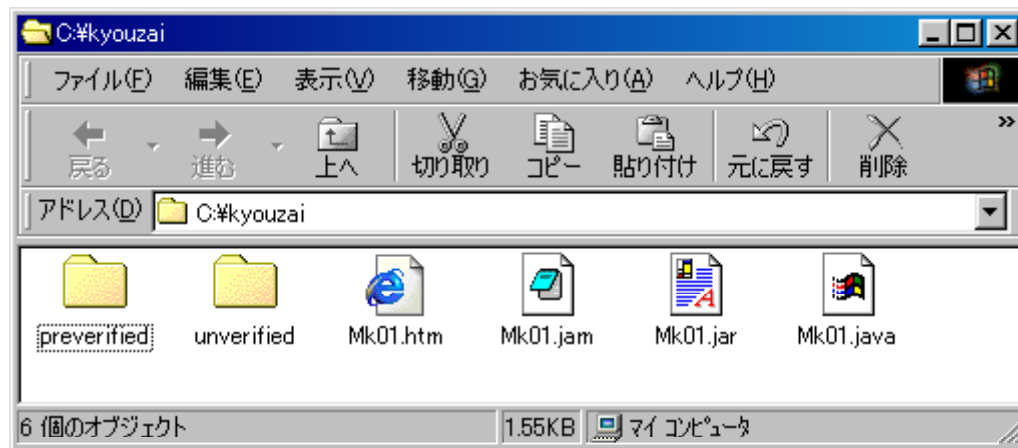 C:¥kyouzai
ファイル(F) 編集(E) 表示(V) 移動(G) お気に入り(A) ヘルプ(H)
戻る 進む 上へ 切り取り コピー 貼り付け 元に戻す 削除 »
アドレス(D) C:¥kyouzai
preverified unverified Mk01.htm Mk01.jam Mk01.jar Mk01.java
6 個のオブジェクト 1.55KB マイ コンピュータ